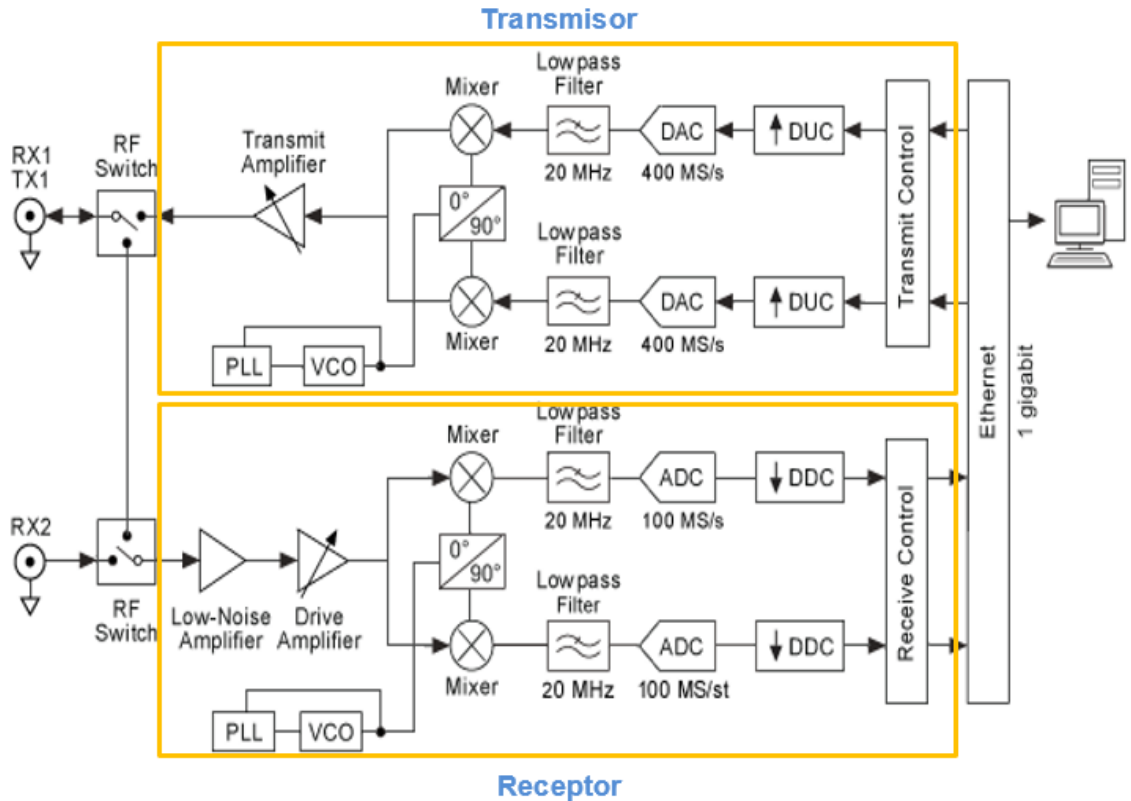 Transmisor
Lowpass
Filter
Mixer
DAC
↑ DUC
20 MHz
400 MS/s
Transmit
Amplifier
RF
Switch
RX1
TX1
0°
90°
Lowpass
Filter
DAC
↑ DUC
Mixer
20 MHz
400 MS/s
PLL
VCO
Transmit Control
Ethernet
1 gigabit
Lowpass
Filter
Mixer
ADC
↓ DDC
20 MHz
100 MS/s
RX2
RF
Switch
Low-Noise
Amplifier
Drive
Amplifier
0°
90°
Lowpass
Filter
ADC
↓ DDC
Mixer
20 MHz
100 MS/st
PLL
VCO
Receive Control
Receptor